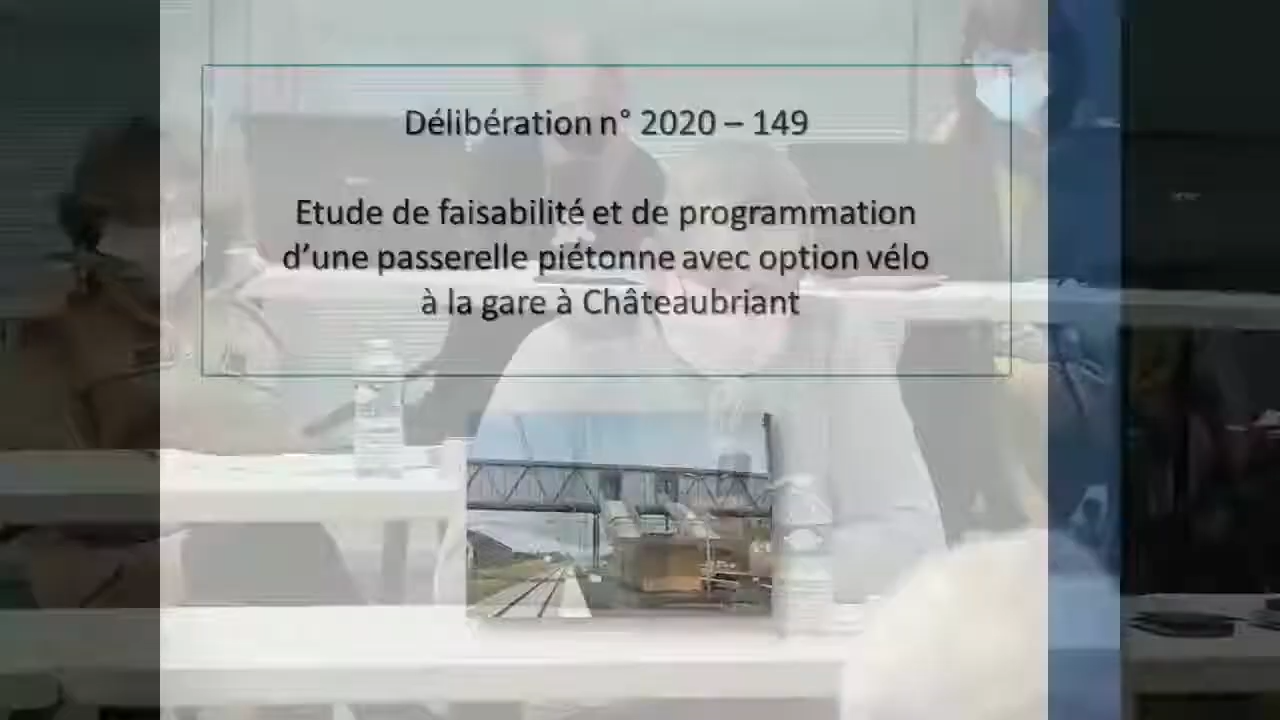 Délibération n° 2020 – 149
Etude de faisabilité et de programmation
d’une passerelle piétonne avec option vélo
à la gare à Châteaubriant